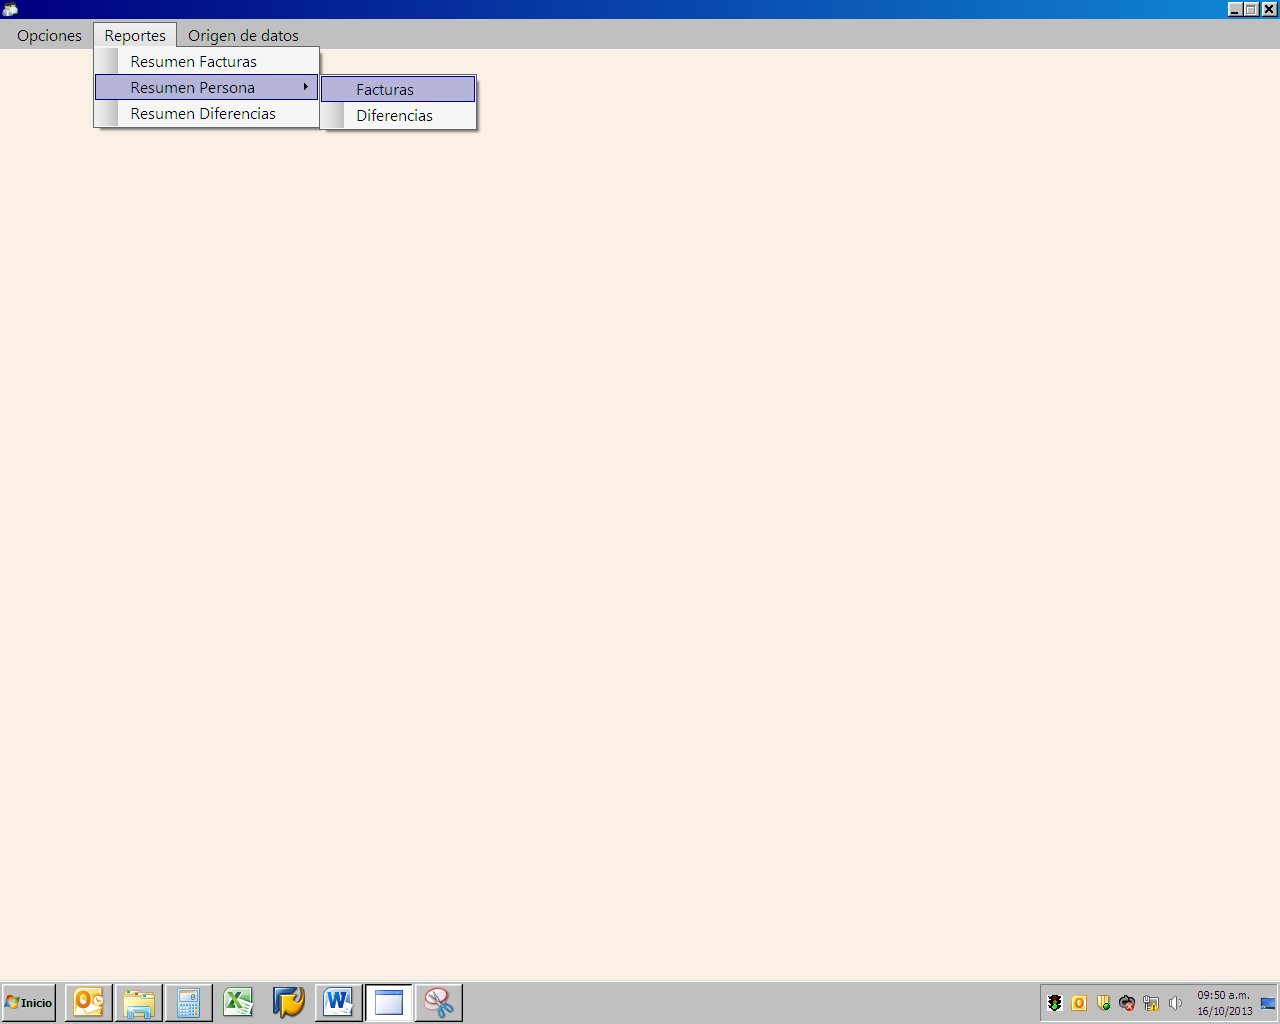 Opciones Reportes Origen de datos
Resumen Facturas
Resumen Persona
Resumen Diferencias
Facturas
Diferencias
Inicio
09:50 a.m.
16/10/2013